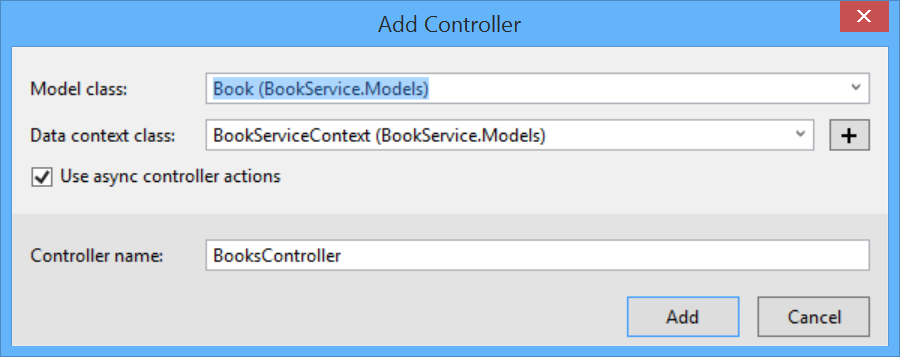 Add Controller
Model class: Book (BookService.Models)
Data context class: BookServiceContext (BookService.Models)
Use async controller actions
Controller name: BooksController
Add Cancel